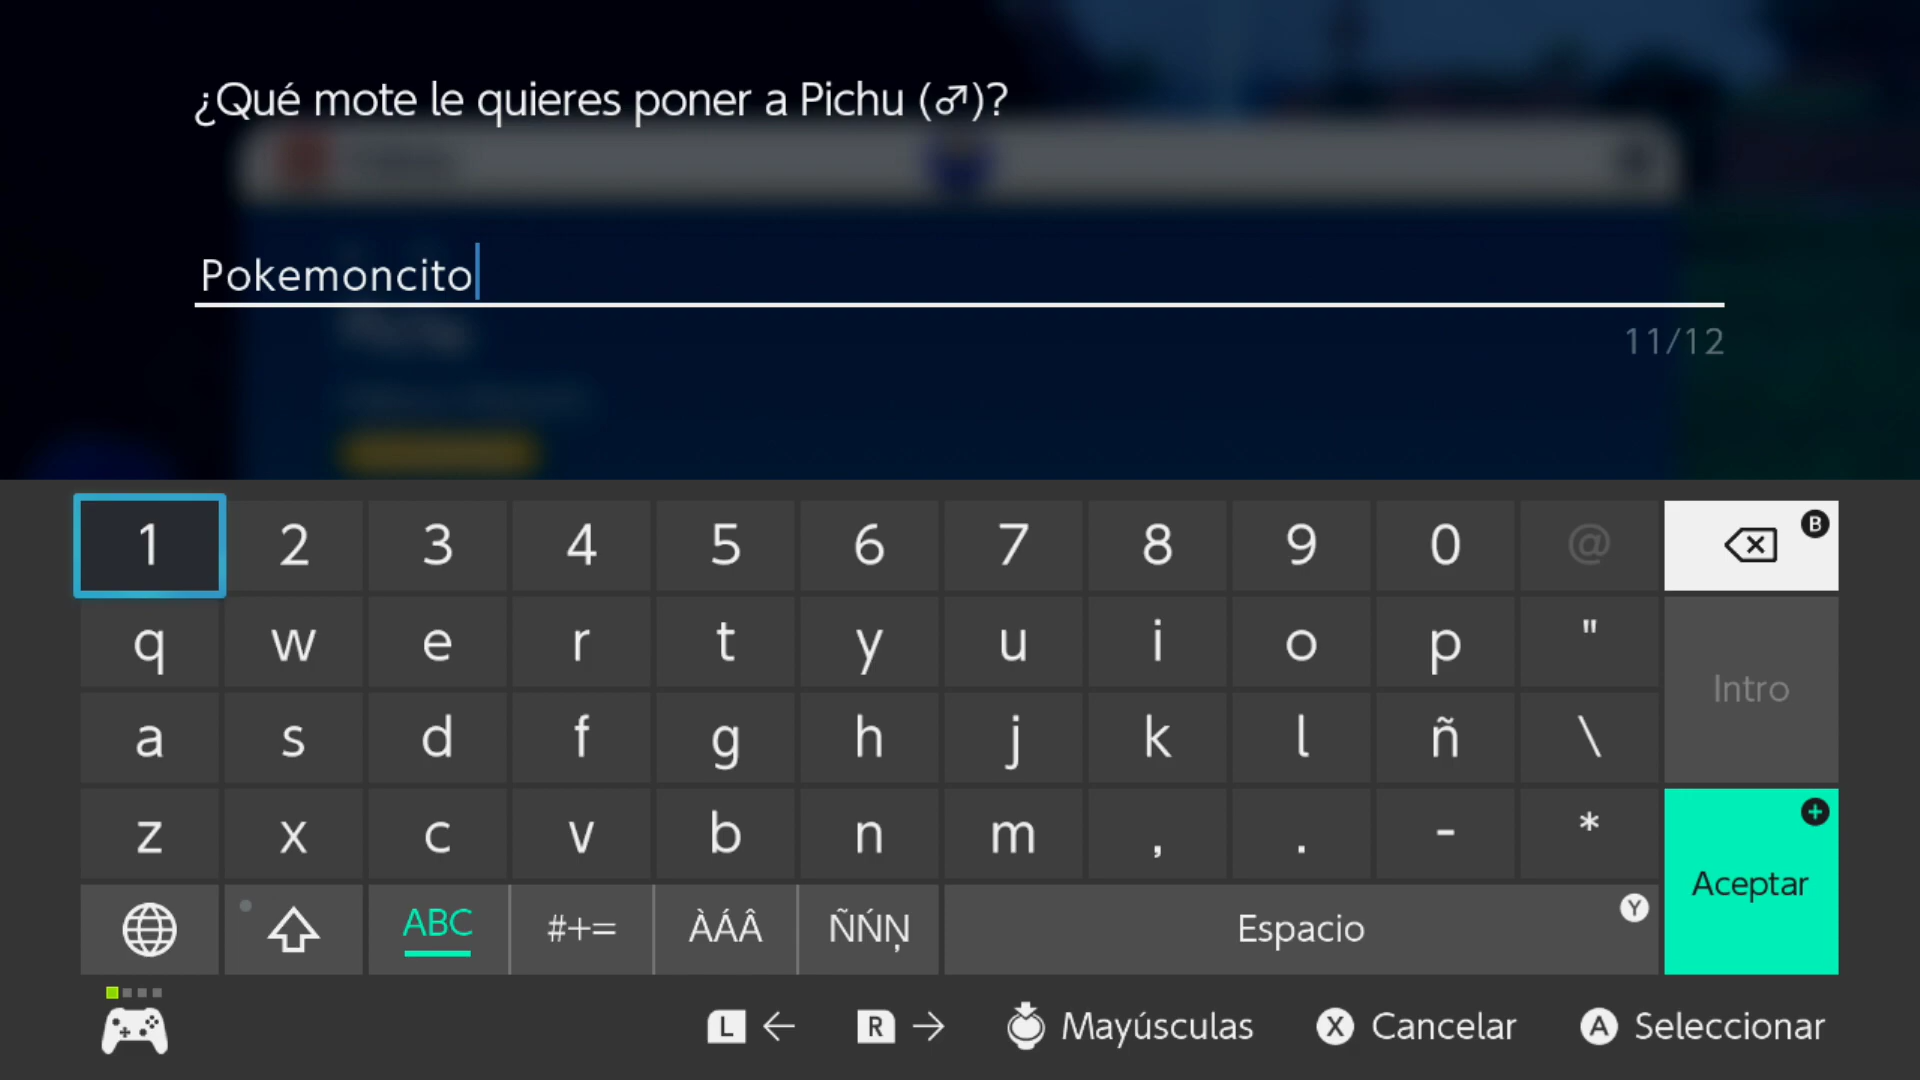 ¿Qué mote le quieres poner a Pichu (♂)?
Pokemoncito
11/12
1 2 3 4 5 6 7 8 9 0 @ B
q w e r t y u i o p "
Intro
a s d f g h j k l ñ \
z x c v b n m , . - * +
Aceptar
ABC #+= ÀÁÂ ÑŃŅ Espacio Y
L ← R → Mayúsculas X Cancelar A Seleccionar